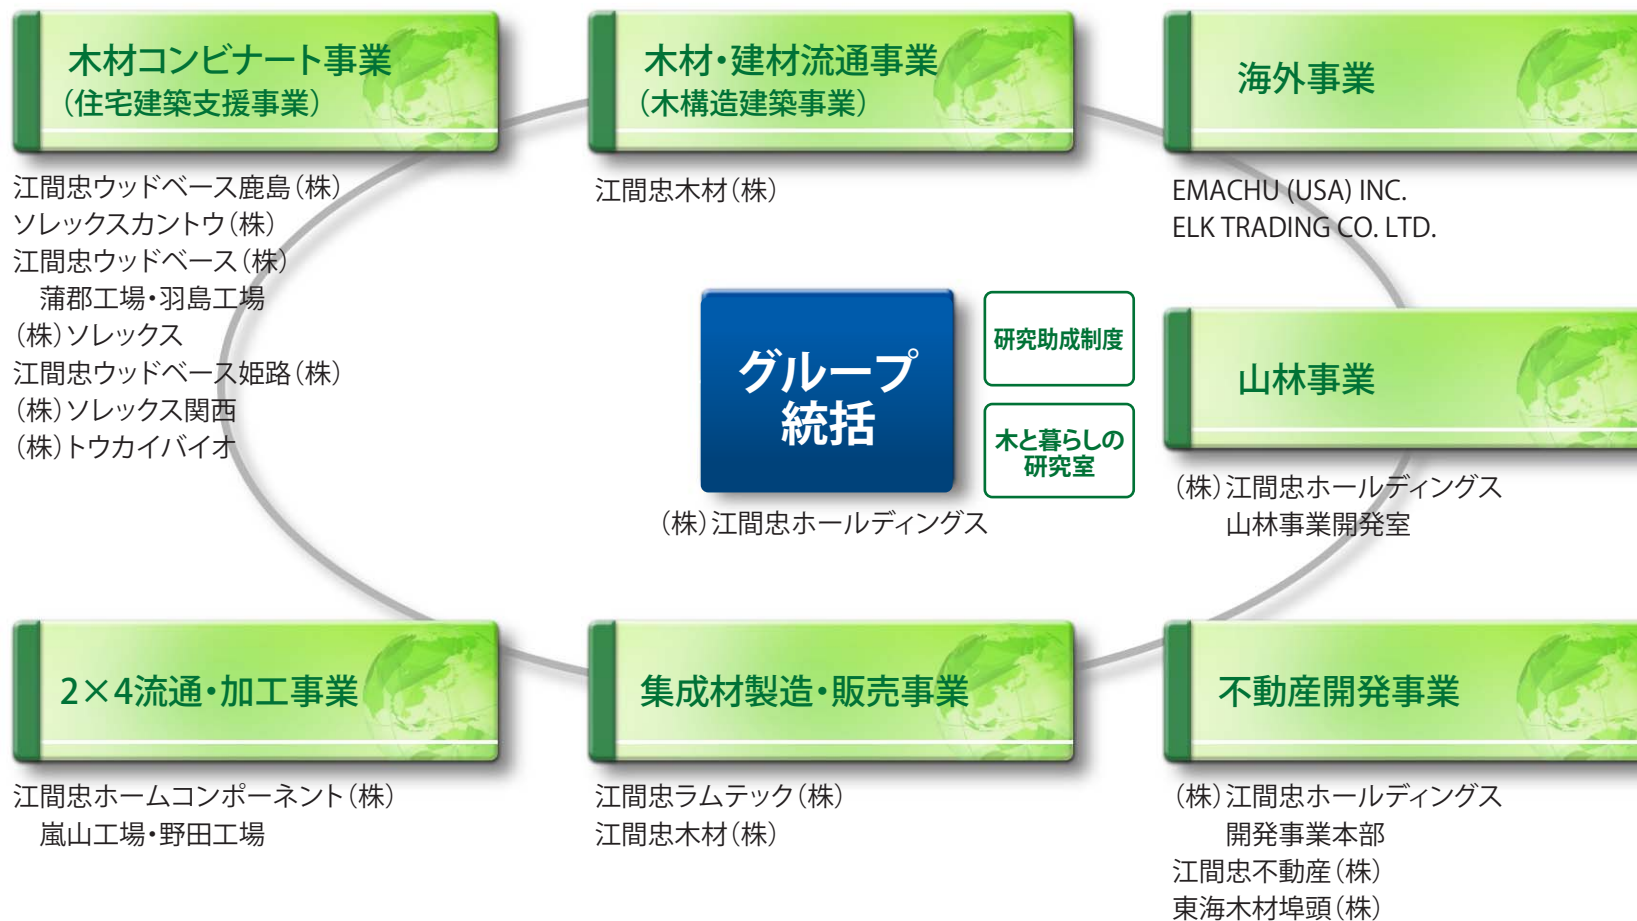 木材コンビナート事業
（住宅建築支援事業）
江間忠ウッドベース鹿島（株）
ソレックスカントウ（株）
江間忠ウッドベース（株）
蒲郡工場・羽島工場
（株）ソレックス
江間忠ウッドベース姫路（株）
（株）ソレックス関西
（株）トウカイバイオ
木材・建材流通事業
（木構造建築事業）
江間忠木材（株）
海外事業
EMACHU (USA) INC.
ELK TRADING CO. LTD.
グループ
統括
（株）江間忠ホールディングス
研究助成制度
木と暮らしの
研究室
山林事業
（株）江間忠ホールディングス
山林事業開発室
2×4流通・加工事業
江間忠ホームコンポーネント（株）
嵐山工場・野田工場
集成材製造・販売事業
江間忠ラムテック（株）
江間忠木材（株）
不動産開発事業
（株）江間忠ホールディングス
開発事業本部
江間忠不動産（株）
東海木材埠頭（株）